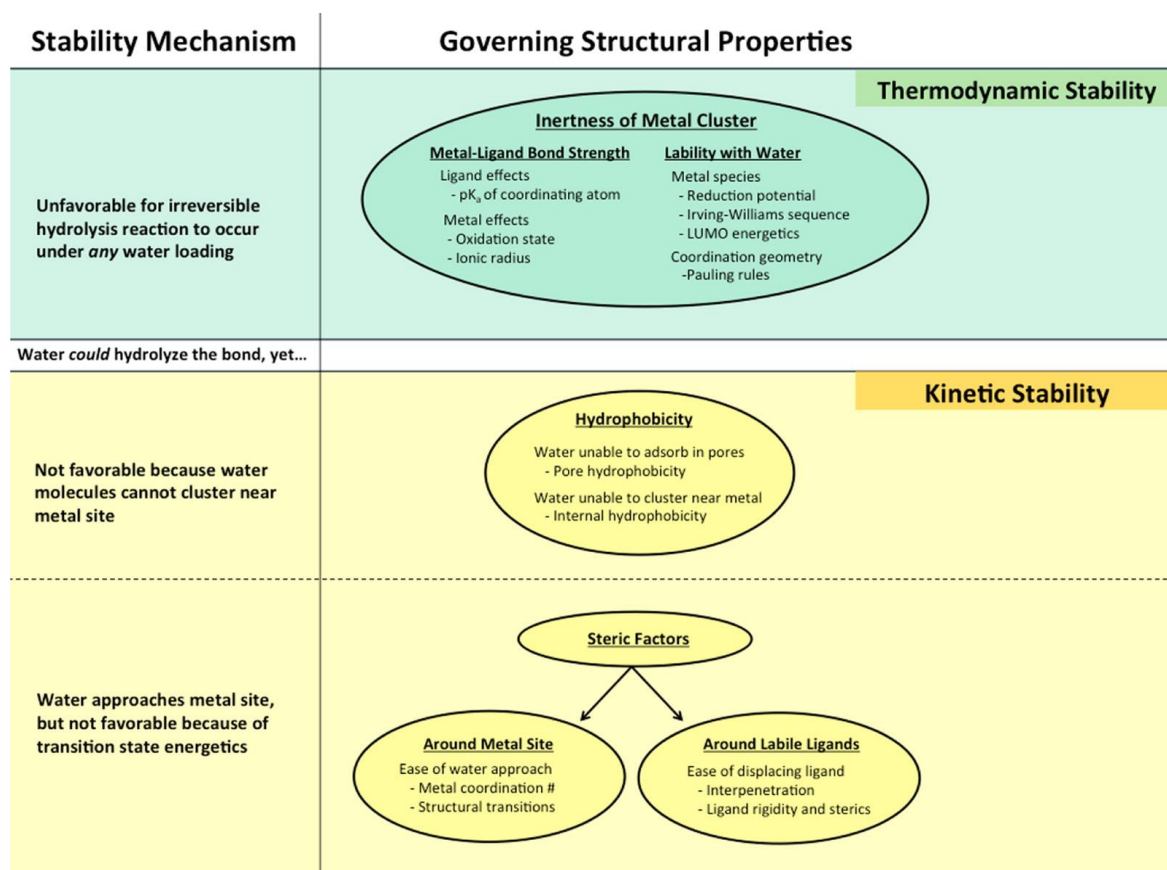 Stability Mechanism
Governing Structural Properties
Thermodynamic Stability
Unfavorable for irreversible
hydrolysis reaction to occur
under any water loading
Inertness of Metal Cluster
Metal-Ligand Bond Strength
Ligand effects
- pKa of coordinating atom
Metal effects
- Oxidation state
- Ionic radius
Lability with Water
Metal species
- Reduction potential
- Irving-Williams sequence
- LUMO energetics
Coordination geometry
-Pauling rules
Water could hydrolyze the bond, yet...
Kinetic Stability
Not favorable because water
molecules cannot cluster near
metal site
Hydrophobicity
Water unable to adsorb in pores
- Pore hydrophobicity
Water unable to cluster near metal
- Internal hydrophobicity
Water approaches metal site,
but not favorable because of
transition state energetics
Steric Factors
Around Metal Site
Ease of water approach
- Metal coordination #
- Structural transitions
Around Labile Ligands
Ease of displacing ligand
- Interpenetration
- Ligand rigidity and sterics